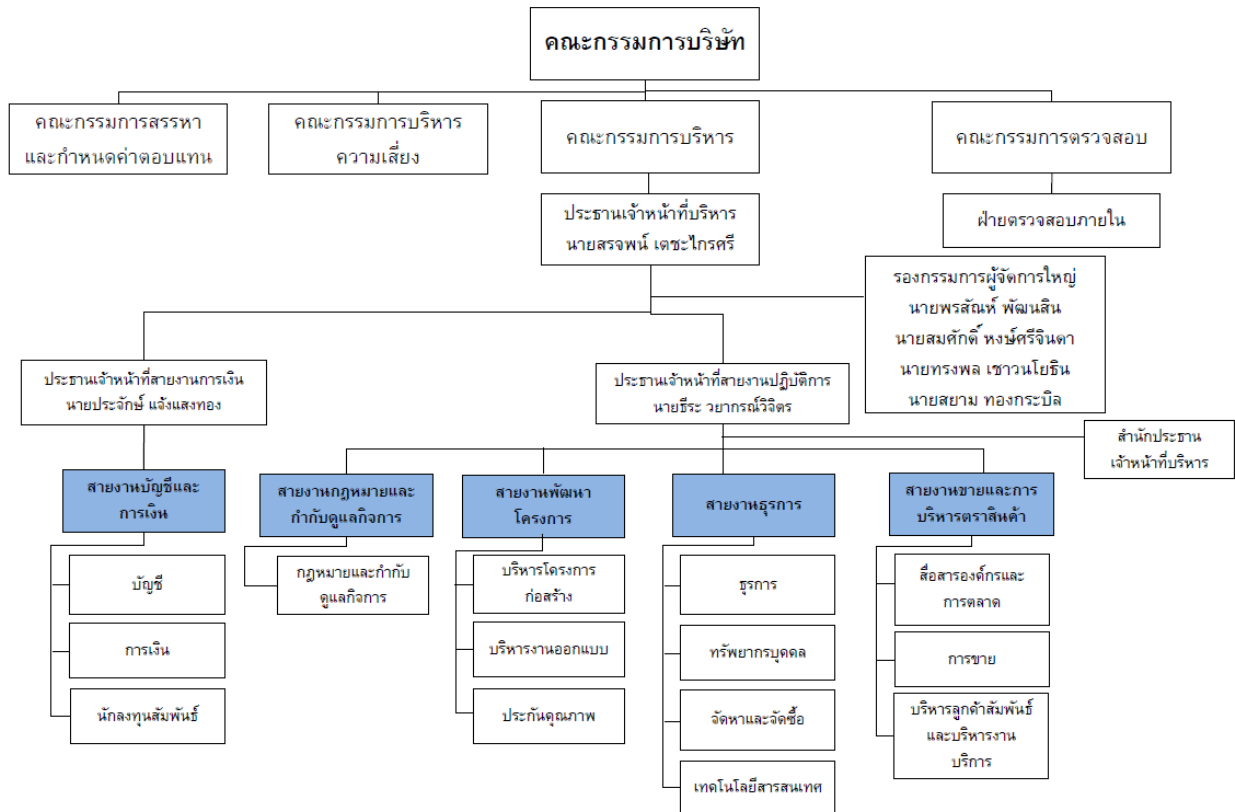 คณะกรรมการบริษัท
คณะกรรมการสรรหา
และกำหนดค่าตอบแทน
คณะกรรมการบริหาร
ความเสี่ยง
คณะกรรมการบริหาร
คณะกรรมการตรวจสอบ
ประธานเจ้าหน้าที่บริหาร
นายสรพจน์ เตชะไกรศรี
ฝ่ายตรวจสอบภายใน
รองกรรมการผู้จัดการใหญ่
นายพรสัณห์ พัฒนสิน
นายสมศักดิ์ หงษ์ศรีจินดา
นายทรงพล เชาวนโยธิน
นายสยาม ทองกระบิล
ประธานเจ้าหน้าที่สายงานการเงิน
นายประจักษ์ แจ้งแสงทอง
ประธานเจ้าหน้าที่สายงานปฏิบัติการ
นายธีระ วยากรณ์วิจิตร
สำนักประธาน
เจ้าหน้าที่บริหาร
สายงานบัญชีและ
การเงิน
สายงานกฎหมายและ
กำกับดูแลกิจการ
สายงานพัฒนา
โครงการ
สายงานธุรการ
สายงานขายและการ
บริหารตราสินค้า
บัญชี
การเงิน
นักลงทุนสัมพันธ์
กฎหมายและกำกับ
ดูแลกิจการ
บริหารโครงการ
ก่อสร้าง
บริหารงานออกแบบ
ประกันคุณภาพ
ธุรการ
ทรัพยากรบุคคล
จัดหาและจัดซื้อ
เทคโนโลยีสารสนเทศ
สื่อสารองค์กรและ
การตลาด
การขาย
บริหารลูกค้าสัมพันธ์
และบริหารงาน
บริการ